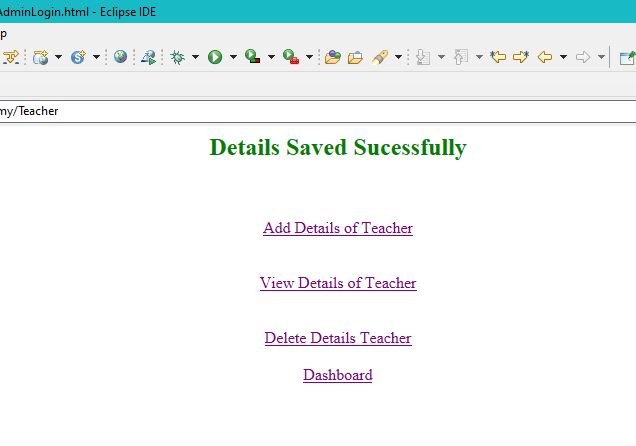 AdminLogin.html - Eclipse IDE
p
my/Teacher
Details Saved Sucessfully
Add Details of Teacher
View Details of Teacher
Delete Details Teacher
Dashboard